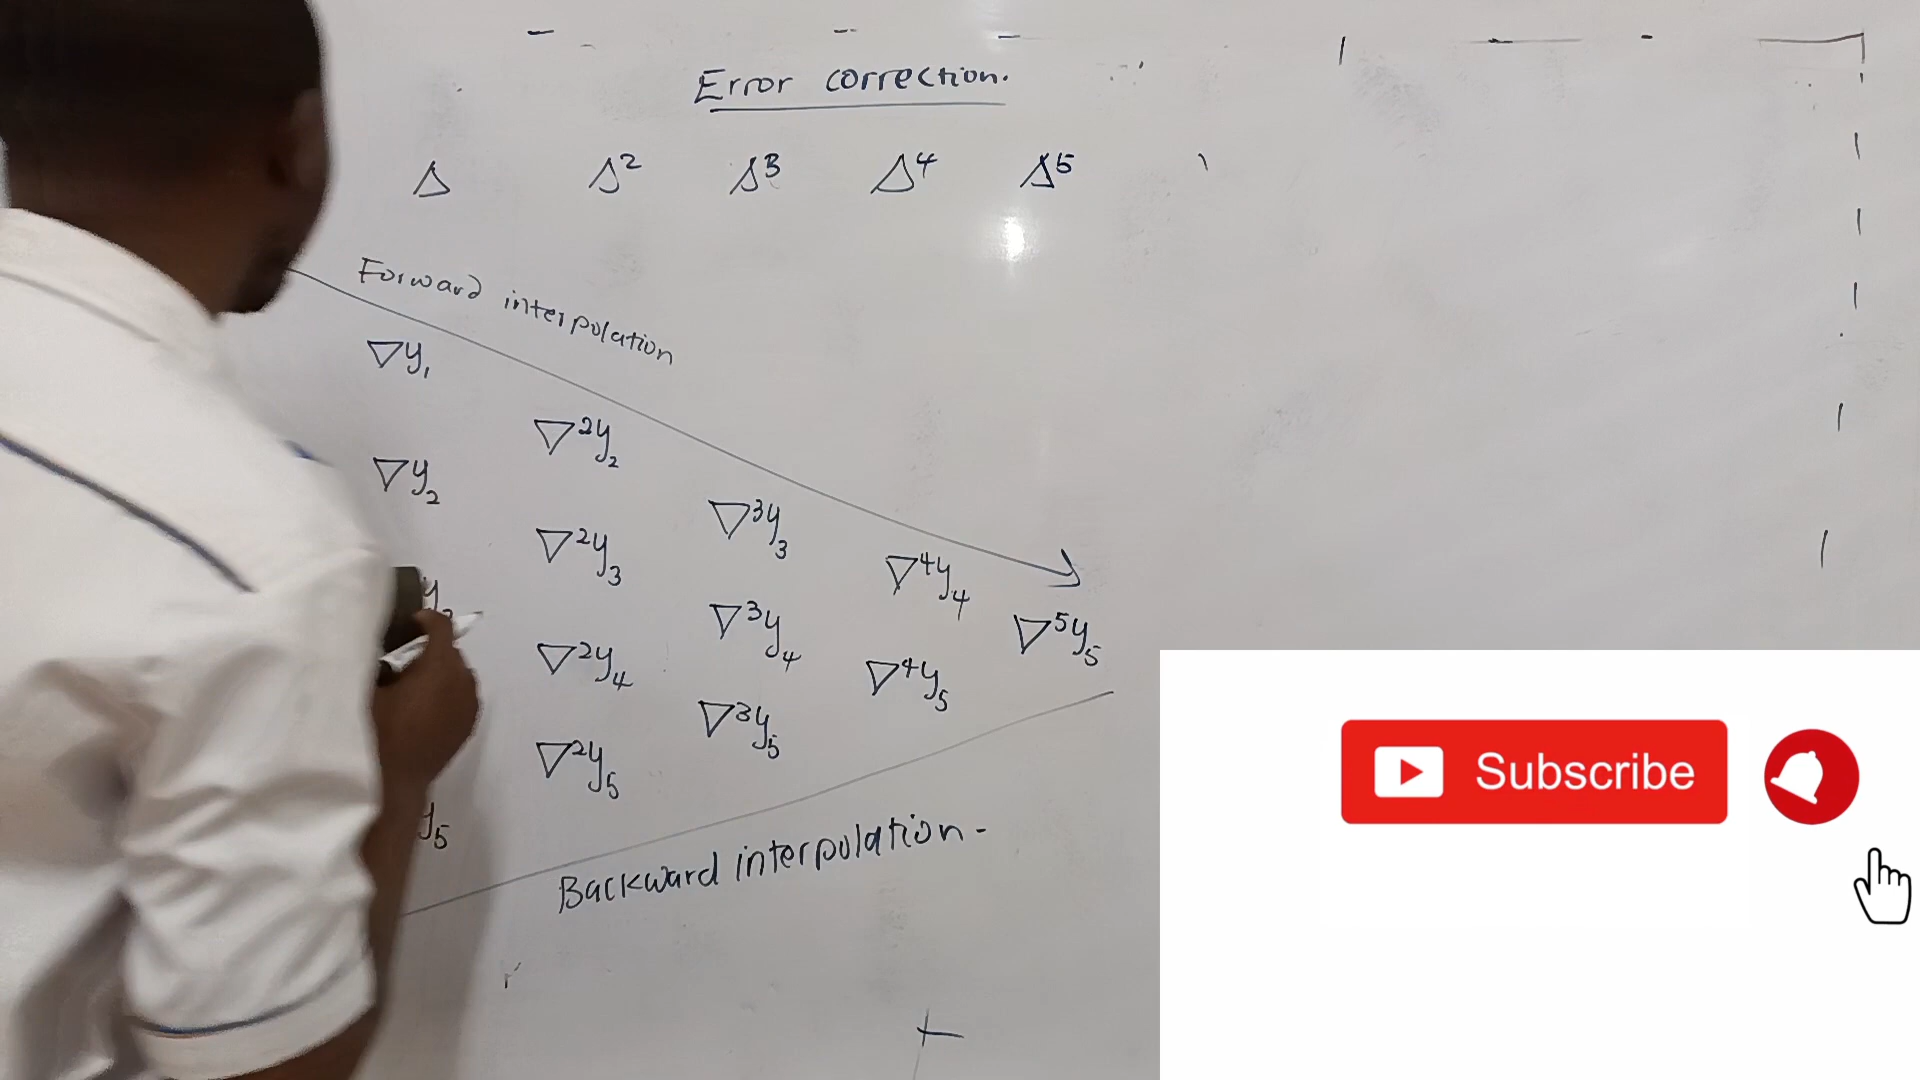 Error correction.
Δ Δ² Δ³ Δ⁴ Δ⁵
Forward interpolation
∇y₁
∇²y₂
∇y₂
∇³y₃
∇²y₃
∇⁴y₄
∇³y₄
∇⁵y₅
∇²y₄
∇⁴y₅
∇³y₅
∇²y₅
y₅
Backward interpolation-
Subscribe